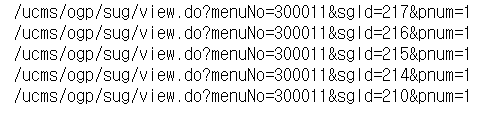 /ucms/ogp/sug/view.do?menuNo=300011&sgId=217&pnum=1
/ucms/ogp/sug/view.do?menuNo=300011&sgId=216&pnum=1
/ucms/ogp/sug/view.do?menuNo=300011&sgId=215&pnum=1
/ucms/ogp/sug/view.do?menuNo=300011&sgId=214&pnum=1
/ucms/ogp/sug/view.do?menuNo=300011&sgId=210&pnum=1